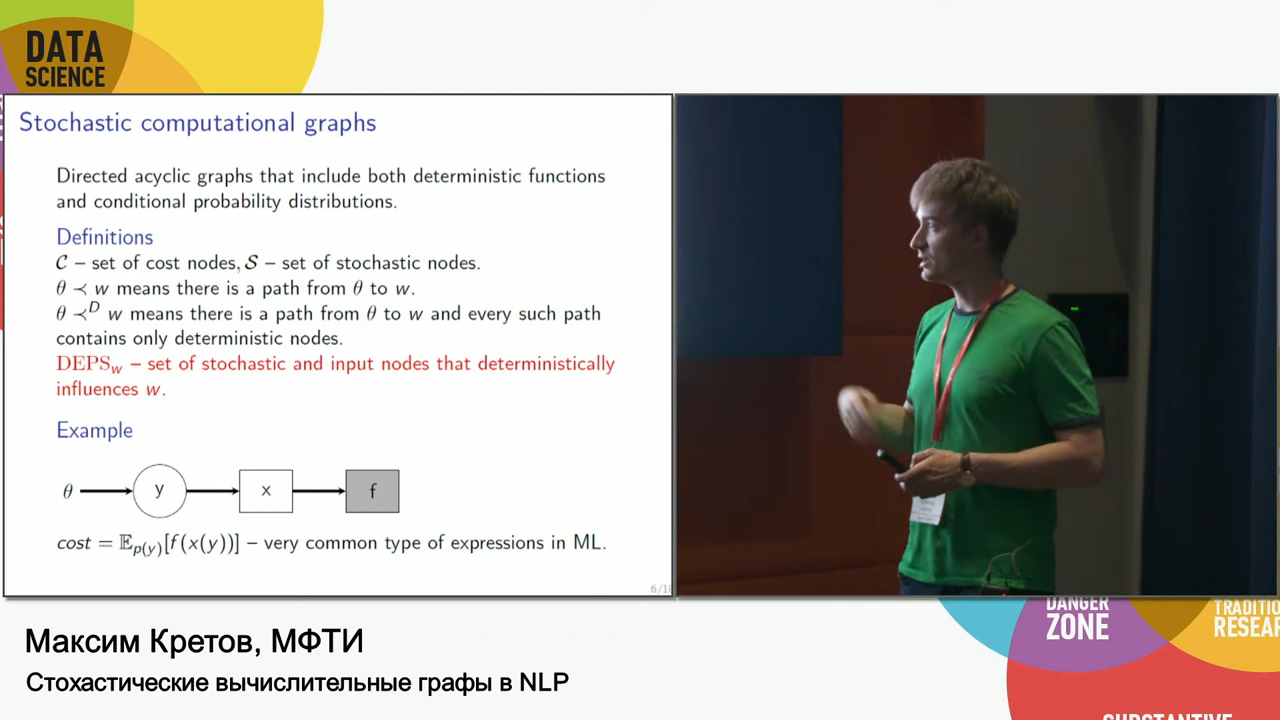 DATA
SCIENCE
Stochastic computational graphs
Directed acyclic graphs that include both deterministic functions
and conditional probability distributions.
Definitions
𝒞 – set of cost nodes, 𝒮 – set of stochastic nodes.
θ ≺ w means there is a path from θ to w.
θ ≺ᴰ w means there is a path from θ to w and every such path
contains only deterministic nodes.
DEPS_w – set of stochastic and input nodes that deterministically
influences w.
Example
θ y x f
cost = 𝔼_p(y)[f(x(y))] – very common type of expressions in ML.
Максим Кретов, МФТИ
Стохастические вычислительные графы в NLP
DANGER
ZONE
SUBSTANTIVE